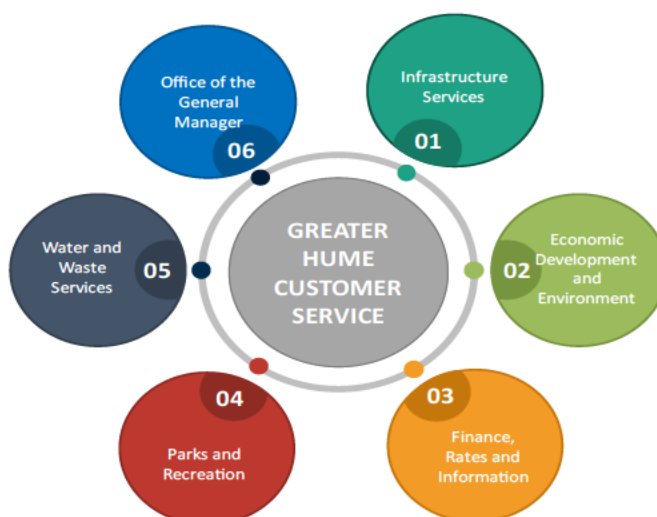 GREATER
HUME
CUSTOMER
SERVICE
Infrastructure
Services
01
Economic
Development
and
Environment
02
03
Finance,
Rates and
Information
04
Parks and
Recreation
Water and
Waste
Services
05
Office of the
General
Manager
06